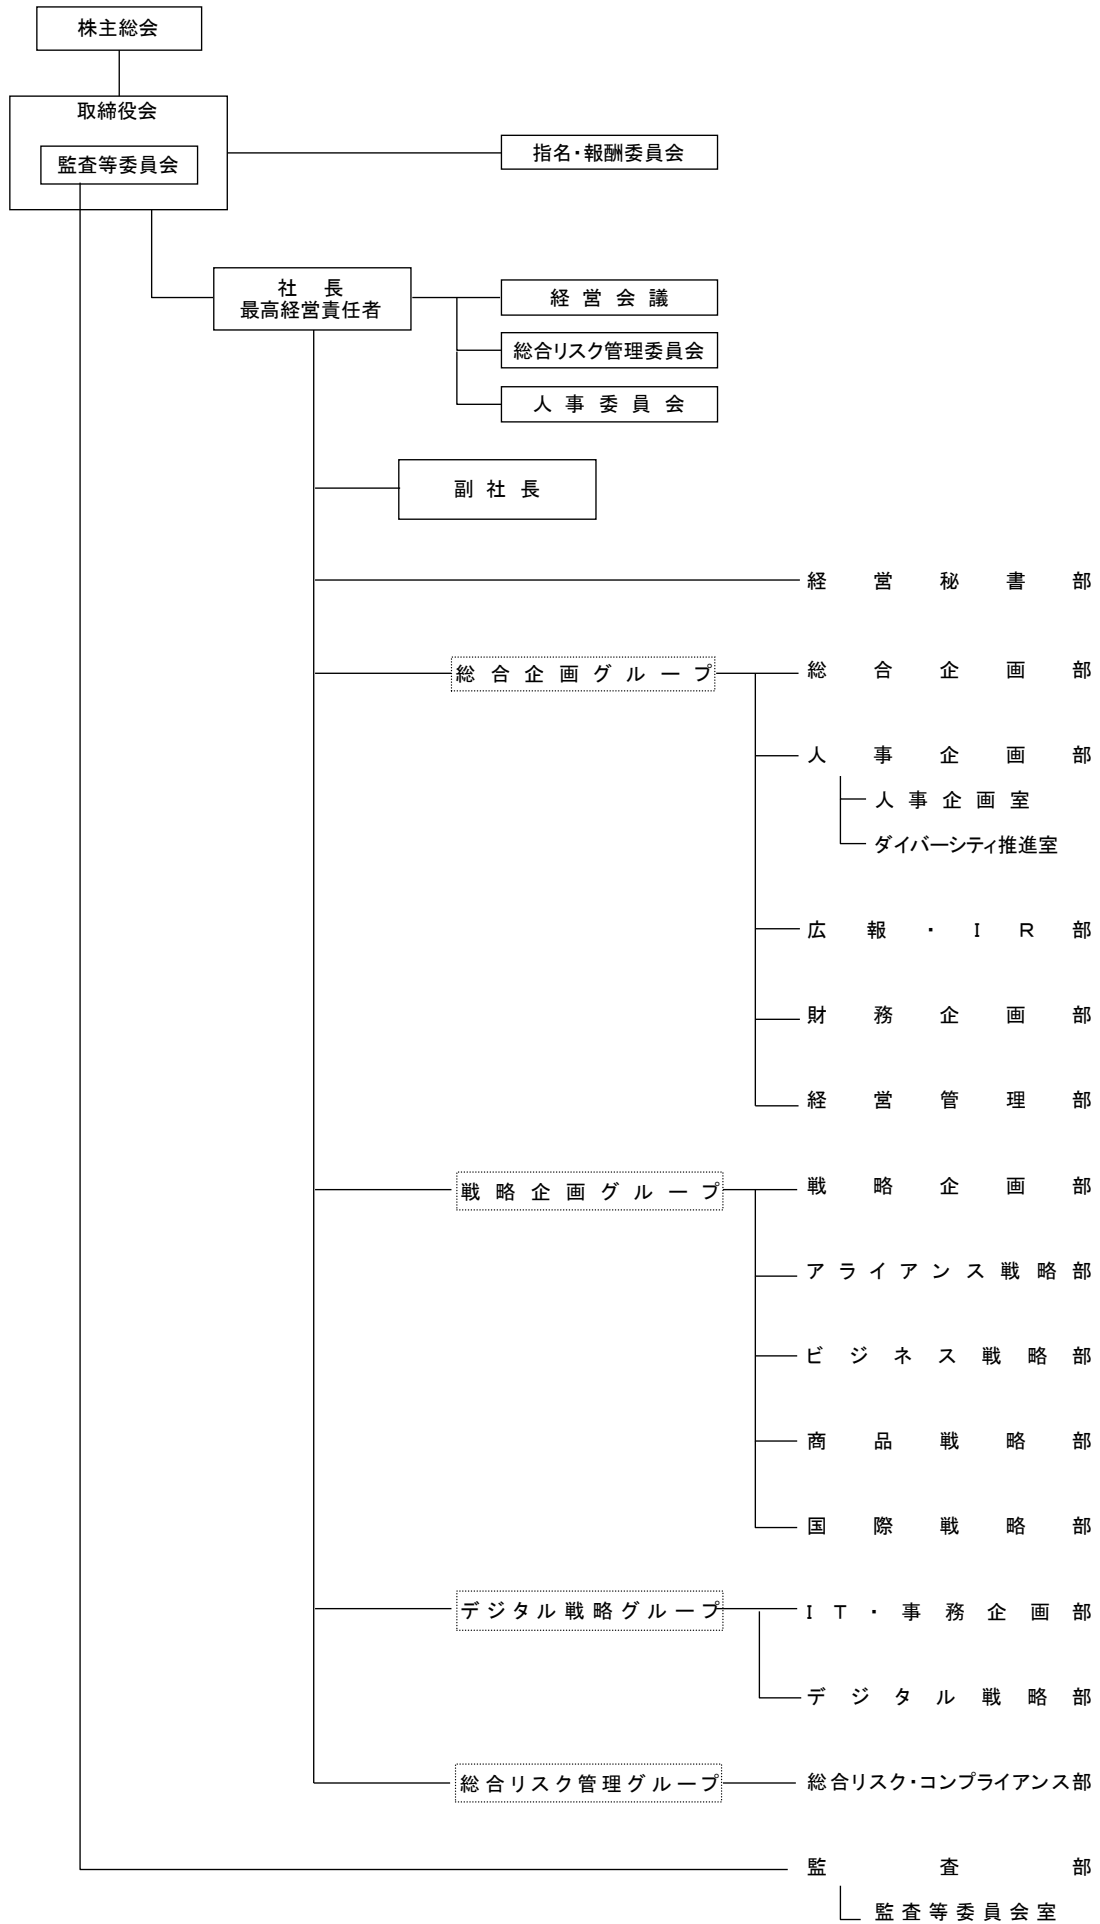 株主総会
取締役会
監査等委員会
指名・報酬委員会
社長
最高経営責任者
経営会議
総合リスク管理委員会
人事委員会
副社長
経営秘書部
総合企画グループ
総合企画部
人事企画部
人事企画室
ダイバーシティ推進室
広報・IR部
財務企画部
経営管理部
戦略企画グループ
戦略企画部
アライアンス戦略部
ビジネス戦略部
商品戦略部
国際戦略部
デジタル戦略グループ
IT・事務企画部
デジタル戦略部
総合リスク管理グループ
総合リスク・コンプライアンス部
監査部
監査等委員会室